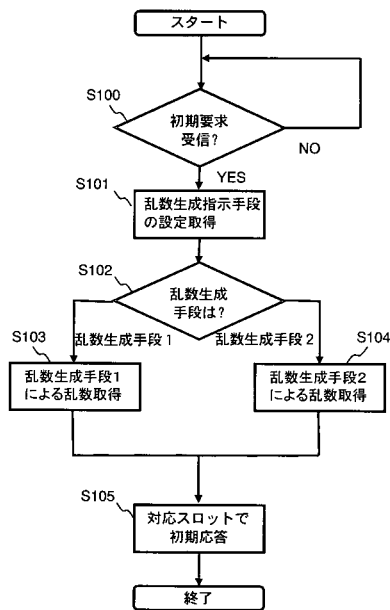 スタート
S100
初期要求
受信?
NO
YES
S101
乱数生成指示手段
の設定取得
S102
乱数生成
手段は?
乱数生成手段1
乱数生成手段2
S103
乱数生成手段1
による乱数取得
S104
乱数生成手段2
による乱数取得
S105
対応スロットで
初期応答
終了